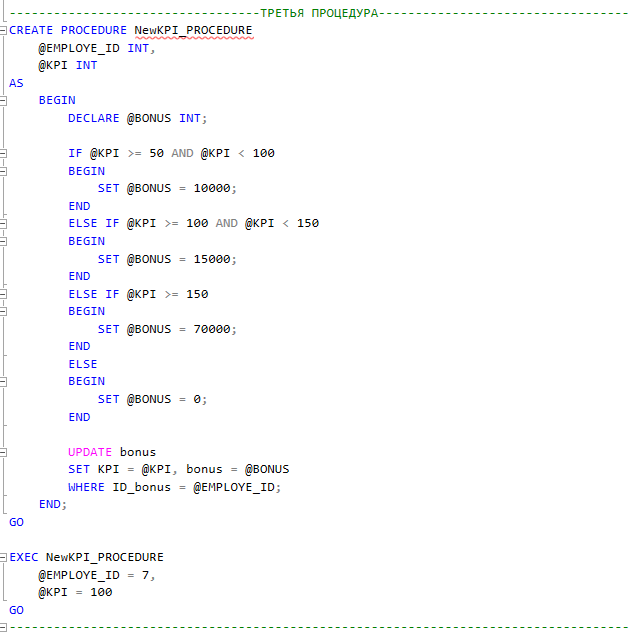 ----------------------------------ТРЕТЬЯ ПРОЦЕДУРА----------------------------------
CREATE PROCEDURE NewKPI_PROCEDURE
    @EMPLOYE_ID INT,
    @KPI INT
AS
    BEGIN
        DECLARE @BONUS INT;

        IF @KPI >= 50 AND @KPI < 100
        BEGIN
            SET @BONUS = 10000;
        END
        ELSE IF @KPI >= 100 AND @KPI < 150
        BEGIN
            SET @BONUS = 15000;
        END
        ELSE IF @KPI >= 150
        BEGIN
            SET @BONUS = 70000;
        END
        ELSE
        BEGIN
            SET @BONUS = 0;
        END

        UPDATE bonus
        SET KPI = @KPI, bonus = @BONUS
        WHERE ID_bonus = @EMPLOYE_ID;
    END;
GO

EXEC NewKPI_PROCEDURE
    @EMPLOYE_ID = 7,
    @KPI = 100
GO
------------------------------------------------------------------------------------